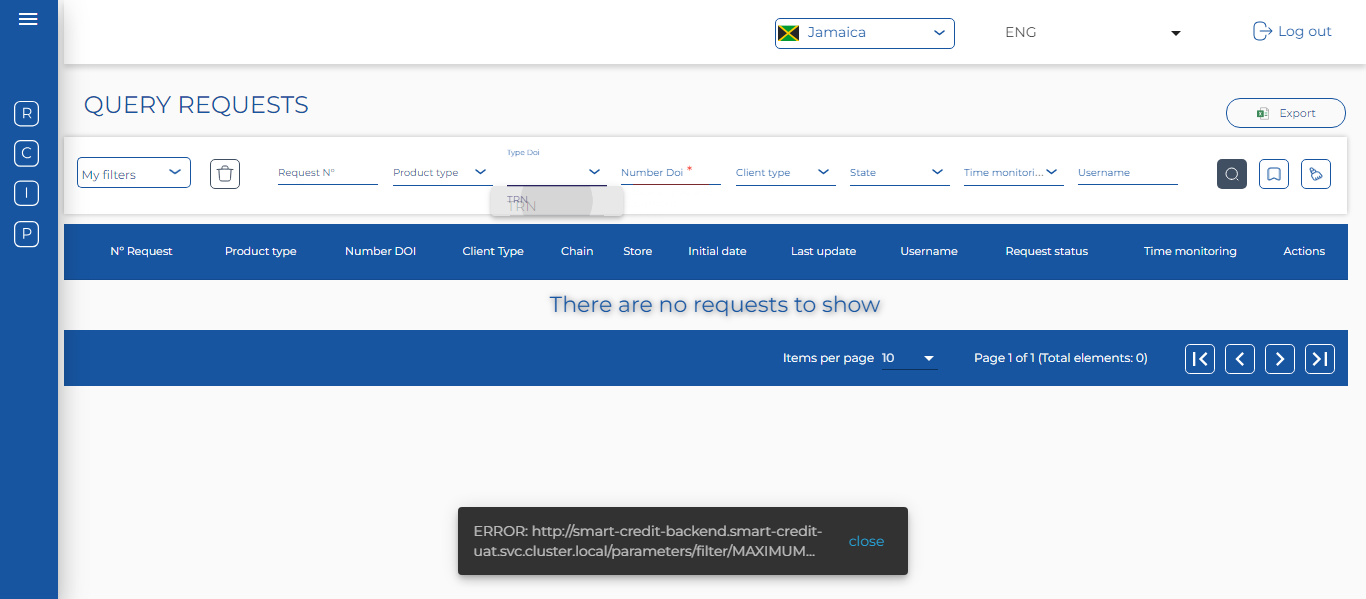 Jamaica
ENG
Log out
R
C
I
P
QUERY REQUESTS
Export
My filters
Request Nº
Product type
Type Doi
Number Doi *
Client type
State
Time monitori...
Username
TRN
TRN
Nº Request
Product type
Number DOI
Client Type
Chain
Store
Initial date
Last update
Username
Request status
Time monitoring
Actions
There are no requests to show
Items per page 10
Page 1 of 1 (Total elements: 0)
ERROR: http://smart-credit-backend.smart-credit-
uat.svc.cluster.local/parameters/filter/MAXIMUM...
close